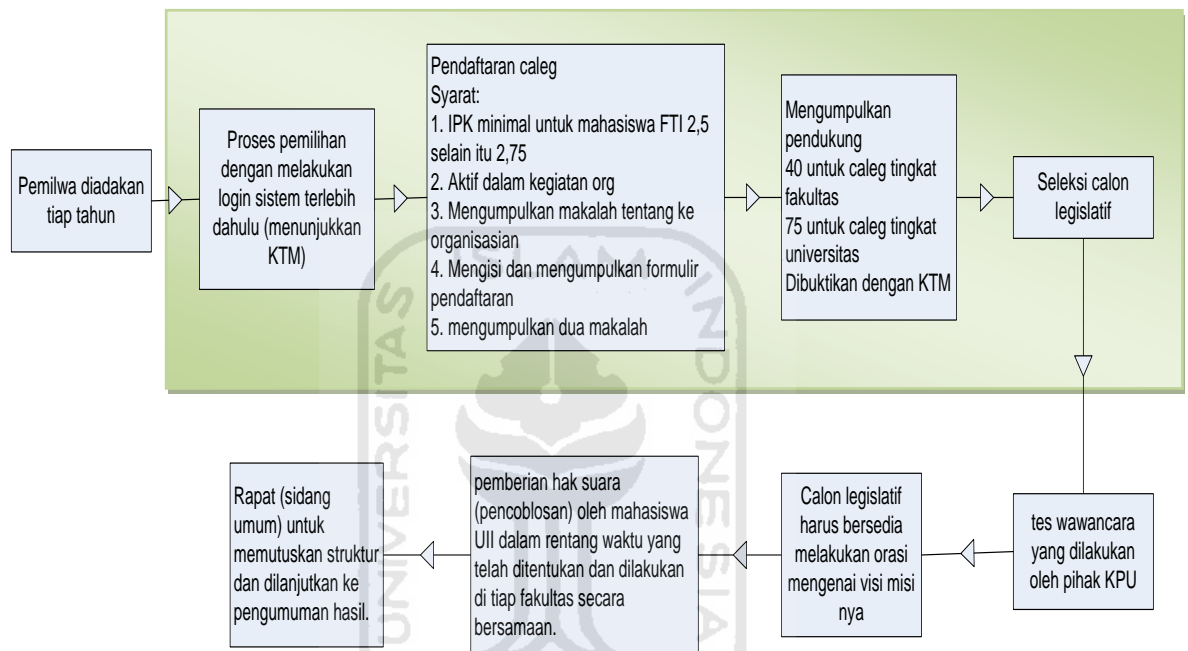 Pemilwa diadakan
tiap tahun
Proses pemilihan
dengan melakukan
login sistem terlebih
dahulu (menunjukkan
KTM)
Pendaftaran caleg
Syarat:
1. IPK minimal untuk mahasiswa FTI 2,5
selain itu 2,75
2. Aktif dalam kegiatan org
3. Mengumpulkan makalah tentang ke
organisasian
4. Mengisi dan mengumpulkan formulir
pendaftaran
5. mengumpulkan dua makalah
Mengumpulkan
pendukung
40 untuk caleg tingkat
fakultas
75 untuk caleg tingkat
universitas
Dibuktikan dengan KTM
Seleksi calon
legislatif
tes wawancara
yang dilakukan
oleh pihak KPU
Calon legislatif
harus bersedia
melakukan orasi
mengenai visi misi
nya
pemberian hak suara
(pencoblosan) oleh mahasiswa
UII dalam rentang waktu yang
telah ditentukan dan dilakukan
di tiap fakultas secara
bersamaan.
Rapat (sidang
umum) untuk
memutuskan struktur
dan dilanjutkan ke
pengumuman hasil.
UNIVERSITAS
ISLAM
INDONESIA